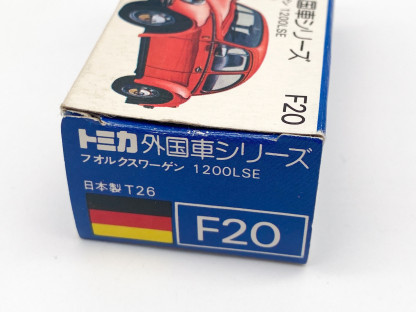 国車シリーズ
1200LSE
F20
トミカ 外国車シリーズ
フォルクスワーゲン 1200LSE
日本製 T26
F20